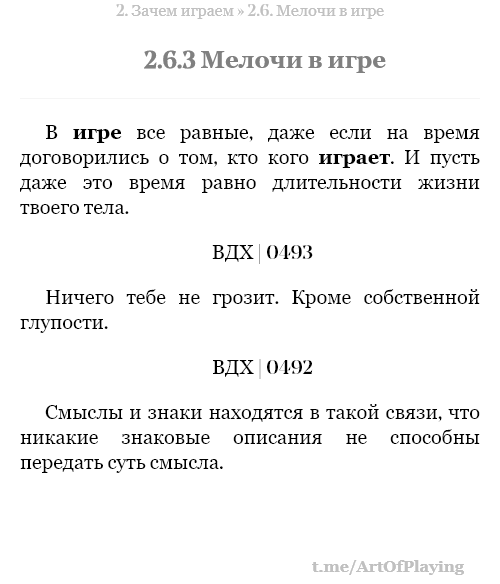 2. Зачем играем » 2.6. Мелочи в игре
2.6.3 Мелочи в игре
В игре все равные, даже если на время
договорились о том, кто кого играет. И пусть
даже это время равно длительности жизни
твоего тела.
ВДХ | 0493
Ничего тебе не грозит. Кроме собственной
глупости.
ВДХ | 0492
Смыслы и знаки находятся в такой связи, что
никакие знаковые описания не способны
передать суть смысла.
t.me/ArtOfPlaying